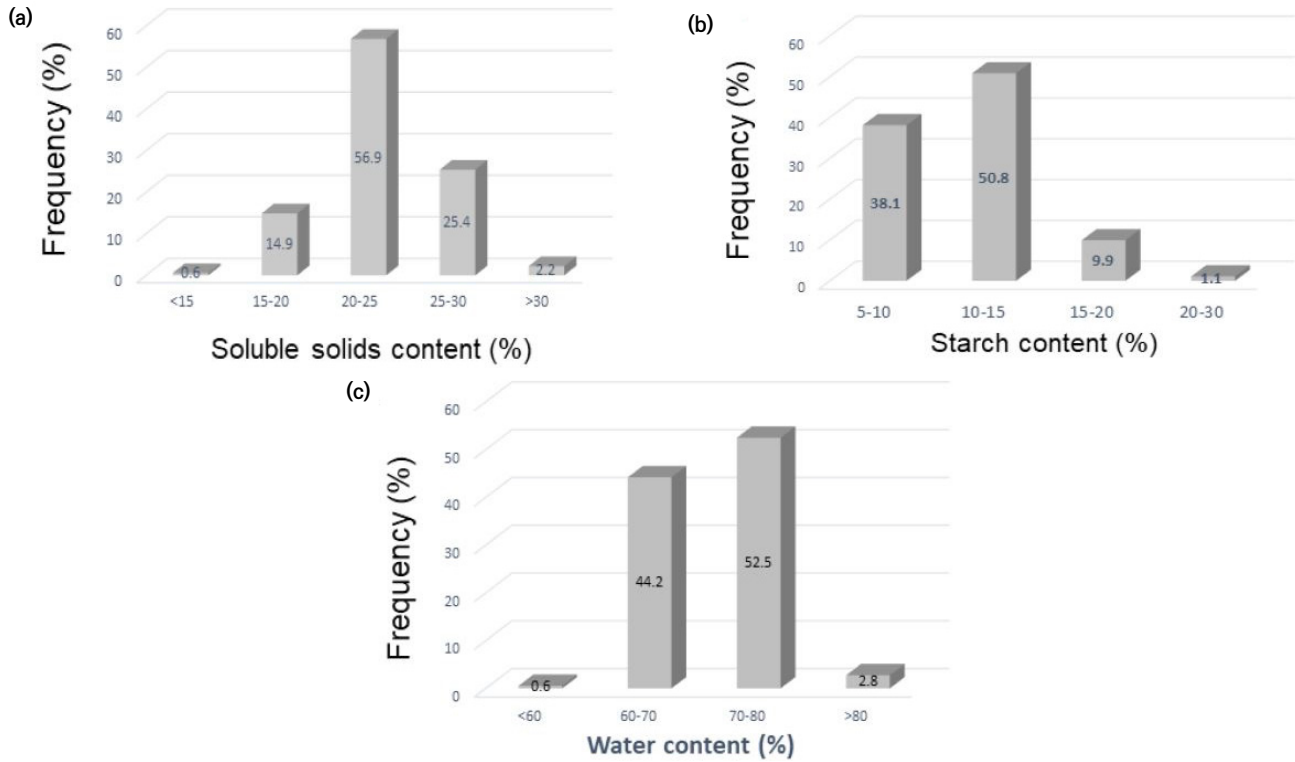 (a)
Frequency (%)
60
50
40
30
20
10
0
0.6
14.9
56.9
25.4
2.2
<15 15-20 20-25 25-30 >30
Soluble solids content (%)
(b)
Frequency (%)
60
50
40
30
20
10
0
38.1
50.8
9.9
1.1
5-10 10-15 15-20 20-30
Starch content (%)
(c)
Frequency (%)
60
50
40
30
20
10
0
0.6
44.2
52.5
2.8
<60 60-70 70-80 >80
Water content (%)